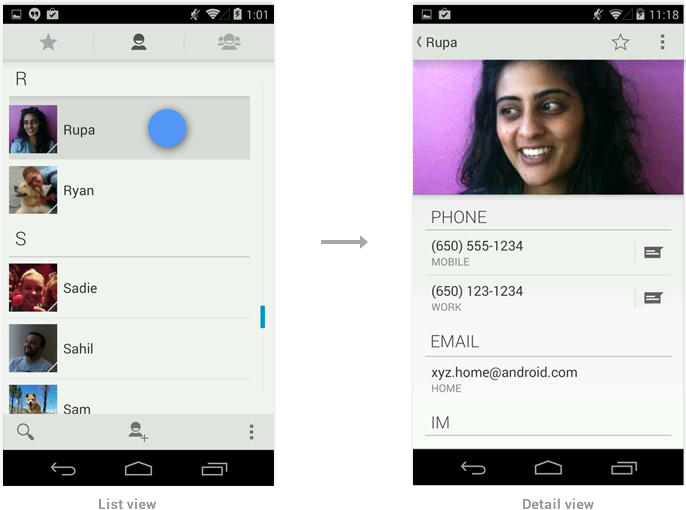 1:01
R
Rupa
Ryan
S
Sadie
Sahil
Sam
List view
11:18
Rupa
PHONE
(650) 555-1234
MOBILE
(650) 123-1234
WORK
EMAIL
xyz.home@android.com
HOME
IM
Detail view